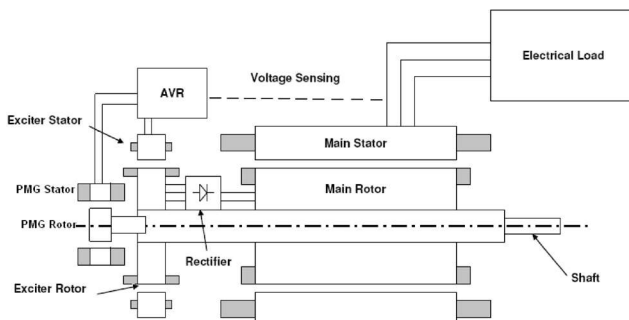 Electrical Load
AVR
Voltage Sensing
Exciter Stator
Main Stator
PMG Stator
Main Rotor
PMG Rotor
Rectifier
Shaft
Exciter Rotor